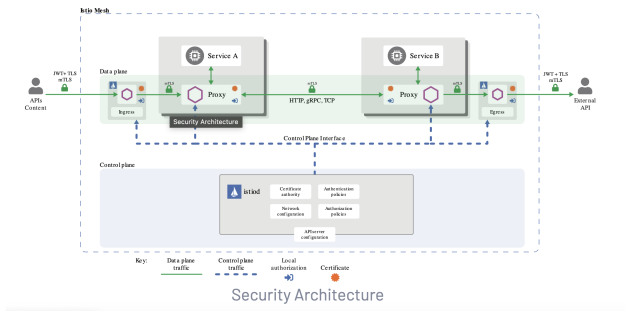 Istio Mesh
Service A
Service B
Data plane
JWT + TLS
mTLS
mTLS
mTLS
mTLS
mTLS
JWT + TLS
mTLS
Proxy
Proxy
APIs
Content
Ingress
HTTP, gRPC, TCP
Egress
External
API
Security Architecture
Control Plane Interface
Control plane
istiod
Certificate
authority
Authentication
policies
Network
configuration
Authorization
policies
API server
configuration
Key:
Data plane
traffic
Control plane
traffic
Local
authorization
Certificate
Security Architecture